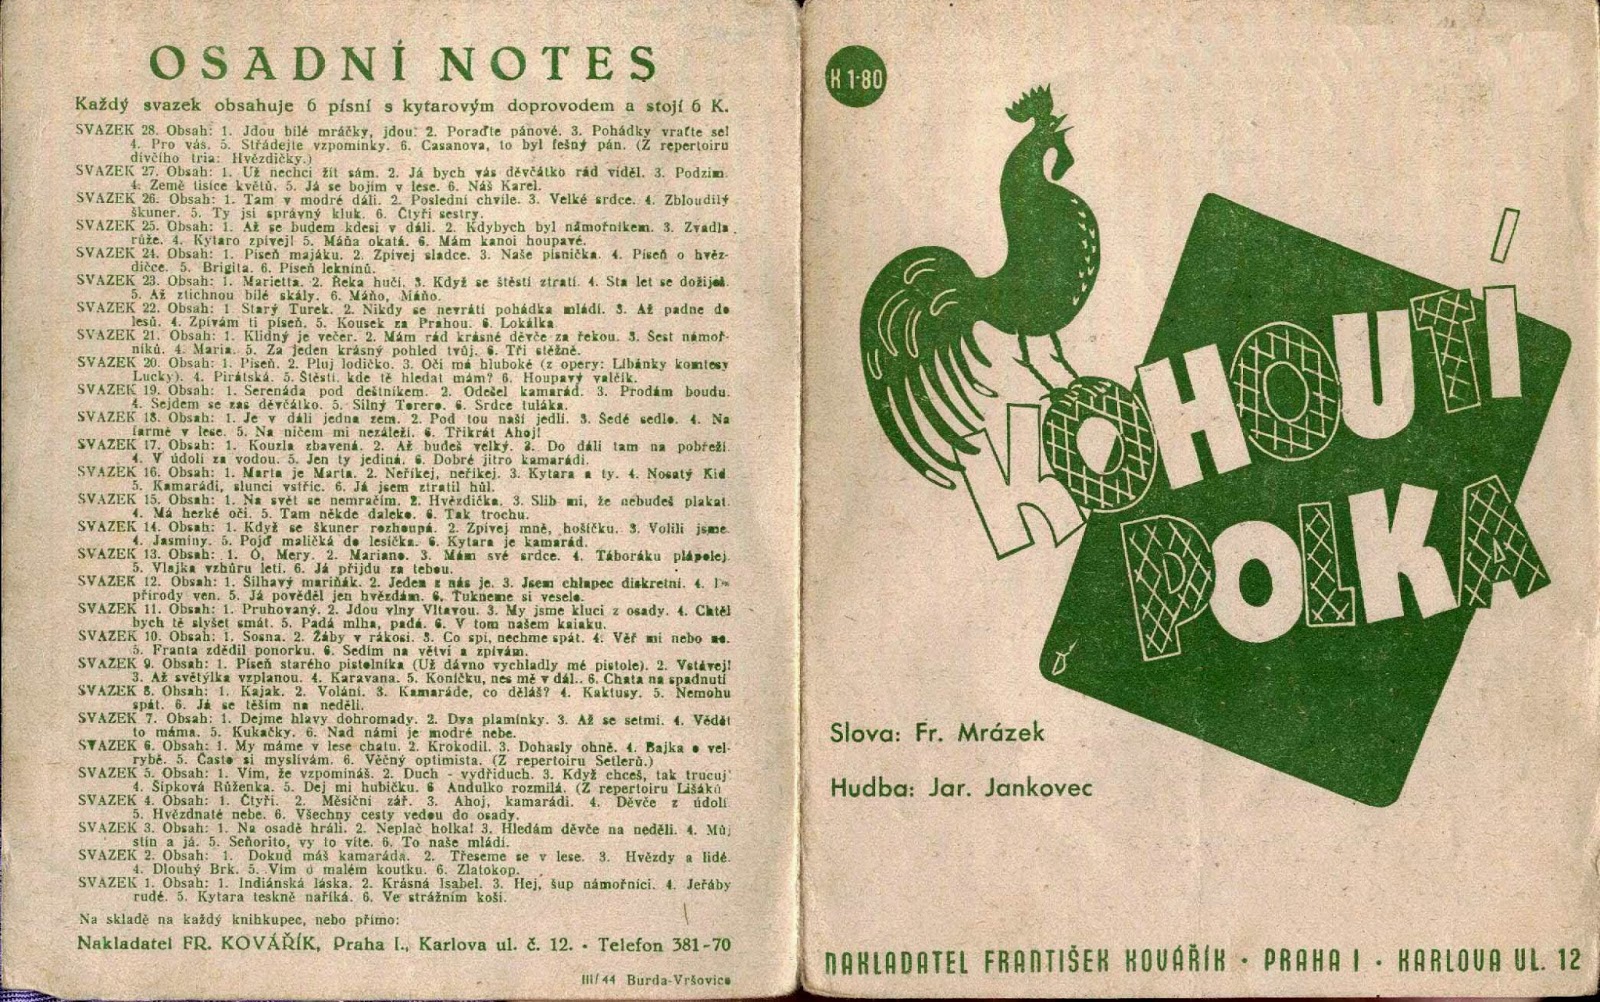 OSADNÍ NOTES
Každý svazek obsahuje 6 písní s kytarovým doprovodem a stojí 6 K.
SVAZEK 28. Obsah: 1. Jdou bílé mráčky, jdou. 2. Poraďte pánové. 3. Pohádky vraťte se!
4. Pro vás. 5. Střádejte vzpomínky. 6. Casanova, to byl fešný pán. (Z repertoiru
dívčího tria: Hvězdičky.)
SVAZEK 27. Obsah: 1. Už nechci žít sám. 2. Já bych vás děvčátko rád viděl. 3. Podzim.
4. Země tisíce květů. 5. Já se bojím v lese. 6. Náš Karel.
SVAZEK 26. Obsah: 1. Tam v modré dáli. 2. Poslední chvíle. 3. Velké srdce. 4. Zbloudilý
škuner. 5. Ty jsi správný kluk. 6. Čtyři sestry.
SVAZEK 25. Obsah: 1. Až se budem kdesi v dáli. 2. Kdybych byl námořníkem. 3. Zvadlá
růže. 4. Kytaro zpívej! 5. Máňa okatá. 6. Mám kanoi houpavé.
SVAZEK 24. Obsah: 1. Píseň majáku. 2. Zpívej sladce. 3. Naše písnička. 4. Píseň o hvěz-
dičce. 5. Brigita. 6. Píseň leknínů.
SVAZEK 23. Obsah: 1. Marietta. 2. Řeka hučí. 3. Když se štěstí ztratí. 4. Sta let se dožiješ.
5. Až ztichnou bílé skály. 6. Máňo, Máňo.
SVAZEK 22. Obsah: 1 Starý Turek. 2. Nikdy se nevrátí pohádka mládí. 3. Až padne do
lesů. 4. Zpívám ti píseň. 5. Kousek za Prahou. 6. Lokálka
SVAZEK 21. Obsah: 1. Klidný je večer. 2. Mám rád krásné děvče za řekou. 3. Šest námoř-
níků. 4. Maria. 5. Za jeden krásný pohled tvůj. 6. Tři stěžně.
SVAZEK 20. Obsah: 1. Píseň. 2. Pluj lodičko. 3. Oči má hluboké (z opery: Líbánky komtesy
Lucky). 4. Pirátská. 5. Štěstí, kde tě hledat mám? 6. Houpavý valčík.
SVAZEK 19. Obsah: 1. Serenáda pod deštníkem. 2. Odešel kamarád. 3. Prodám boudu.
4. Sejdem se zas děvčátko. 5. Silný Torero. 6. Srdce tuláka.
SVAZEK 18. Obsah: 1. Je v dáli jedna zem. 2. Pod tou naší jedlí. 3. Šedé sedlo. 4. Na
farmě v lese. 5. Na ničem mi nezáleží. 6. Třikrát Ahoj!
SVAZEK 17. Obsah: 1. Kouzla zbavená. 2. Až budeš velký. 3. Do dáli tam na pobřeží.
4. V údolí za vodou. 5. Jen ty jediná. 6. Dobré jitro kamarádi.
SVAZEK 16. Obsah: 1. Marta je Marta. 2. Neříkej, neříkej. 3. Kytara a ty. 4. Nosatý Kid
5. Kamarádi, slunci vstříc. 6. Já jsem ztratil hůl.
SVAZEK 15. Obsah: 1. Na svět se nemračím. 2. Hvězdička. 3. Slib mi, že nebudeš plakat.
4. Má hezké oči. 5. Tam někde daleko. 6. Tak trochu.
SVAZEK 14. Obsah: 1. Když se škuner rozhoupá. 2. Zpívej mně, hošíčku. 3. Volili jsme.
4. Jasmíny. 5. Pojď maličká do lesíčka. 6. Kytara je kamarád.
SVAZEK 13. Obsah: 1. Ó, Mery. 2. Mariano. 3. Mám své srdce. 4. Táboráku plápolej.
5. Vlajka vzhůru letí. 6. Já přijdu za tebou.
SVAZEK 12. Obsah: 1. Šilhavý mariňák. 2. Jeden z nás je. 3. Jsem chlapec diskretní. 4. Do
přírody ven. 5. Já pověděl jen hvězdám. 6. Ťukneme si vesele.
SVAZEK 11. Obsah: 1. Pruhovaný. 2. Jdou vlny Vltavou. 3. My jsme kluci z osady. 4. Chtěl
bych tě slyšet smát. 5. Padá mlha, padá. 6. V tom našem kaiaku.
SVAZEK 10. Obsah: 1. Sosna. 2. Žáby v rákosí. 3. Co spí, nechme spát. 4. Věř mi nebo ne.
5. Franta zdědil ponorku. 6. Sedím na větvi a zpívám.
SVAZEK 9. Obsah: 1. Píseň starého pistolníka (Už dávno vychladly mé pistole). 2. Vstávej!
3. Až světýlka vzplanou. 4. Karavana. 5. Koníčku, nes mě v dál.. 6. Chata na spadnutí
SVAZEK 8. Obsah: 1. Kajak. 2. Volání. 3. Kamaráde, co děláš? 4. Kaktusy. 5. Nemohu
spát. 6. Já se těším na neděli.
SVAZEK 7. Obsah: 1. Dejme hlavy dohromady. 2. Dva plamínky. 3. Až se setmí. 4. Vědět
to máma. 5. Kukačky. 6. Nad námi je modré nebe.
SVAZEK 6. Obsah: 1. My máme v lese chatu. 2. Krokodil. 3. Dohasly ohně. 4. Bajka o vel-
rybě. 5. Často si myslívám. 6. Věčný optimista. (Z repertoiru Setlerů.)
SVAZEK 5. Obsah: 1. Vím, že vzpomínáš. 2. Duch - vydřiduch. 3. Když chceš, tak trucuj
4. Šípková Růženka. 5. Dej mi hubičku. 6 Andulko rozmilá. (Z repertoiru Lišáků
SVAZEK 4. Obsah: 1. Čtyři. 2. Měsíční zář. 3. Ahoj, kamarádi. 4. Děvče z údolí
5. Hvězdnaté nebe. 6. Všechny cesty vedou do osady.
SVAZEK 3. Obsah: 1. Na osadě hráli. 2. Neplač holka! 3. Hledám děvče na neděli. 4. Můj
stín a já. 5. Seňorito, vy to víte. 6. To naše mládí.
SVAZEK 2. Obsah: 1. Dokud máš kamaráda. 2. Třeseme se v lese. 3. Hvězdy a lidé.
4. Dlouhý Brk. 5. Vím o malém koutku. 6. Zlatokop.
SVAZEK 1. Obsah: 1. Indiánská láska. 2. Krásná Isabel. 3. Hej, šup námořníci. 4. Jeřáby
rudé. 5. Kytara teskně naříká. 6. Ve strážním koši.
Na skladě na každý knihkupec, nebo přímo:
Nakladatel FR. KOVÁŘÍK, Praha I., Karlova ul. č. 12. · Telefon 381-70
III/44 Burda-Vršovice
K 1·80
KOHOUTÍ
POLKA
Slova: Fr. Mrázek
Hudba: Jar. Jankovec
NAKLADATEL FRANTIŠEK KOVÁŘÍK · PRAHA I · KARLOVA UL. 12